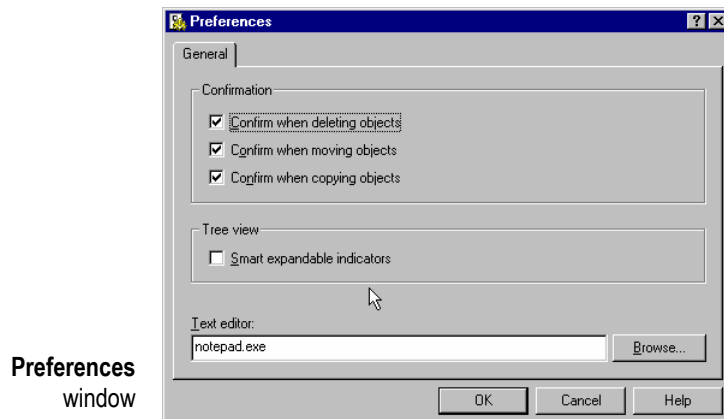 Preferences
General
Confirmation
Confirm when deleting objects
Confirm when moving objects
Confirm when copying objects
Tree view
Smart expandable indicators
Text editor:
notepad.exe
Browse...
OK
Cancel
Help
Preferences
window